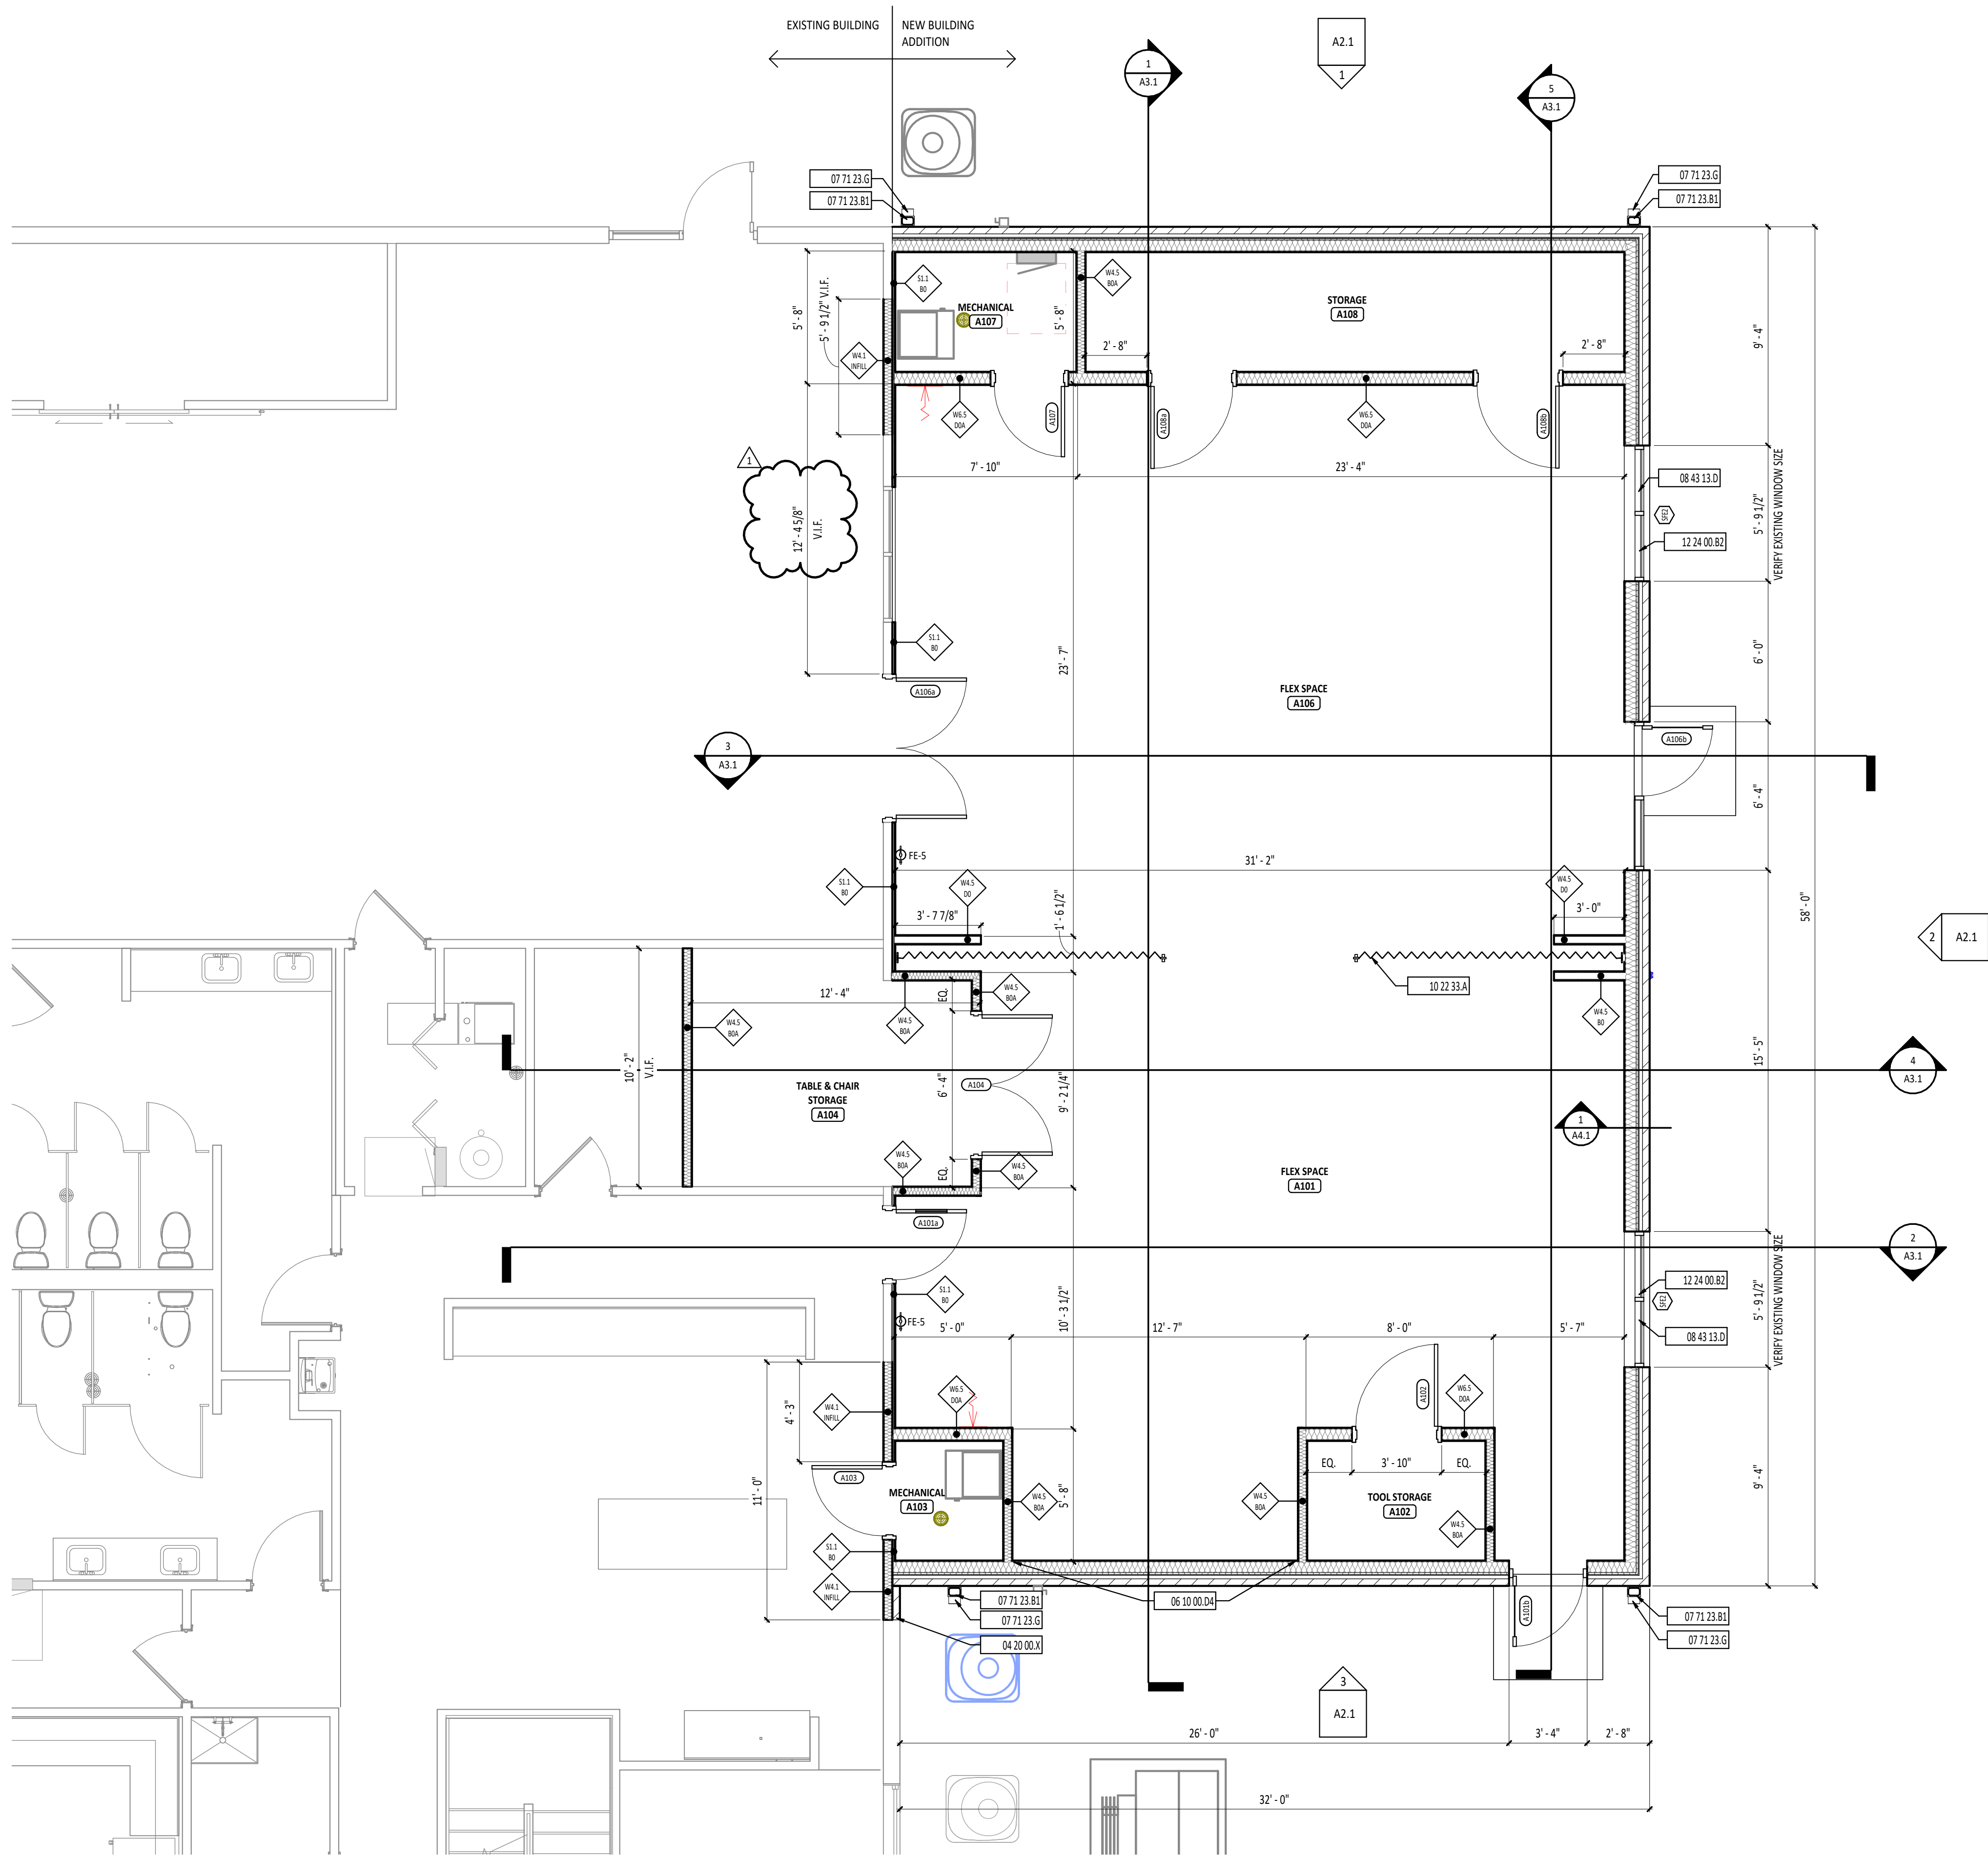 EXISTING BUILDING
NEW BUILDING
ADDITION
A2.1
1
1
A3.1
5
A3.1
07 71 23.G
07 71 23.B1
07 71 23.G
07 71 23.B1
S1.1
B0
W4.5
B0A
MECHANICAL
A107
STORAGE
A108
5' - 8"
5' - 9 1/2" V.I.F.
5' - 8"
9' - 4"
W4.1
INFILL
2' - 8"
2' - 8"
W6.5
D0A
A107
A108a
W6.5
D0A
A108b
1
7' - 10"
23' - 4"
08 43 13.D
12' - 4 5/8"
V.I.F.
SFE2
5' - 9 1/2"
VERIFY EXISTING WINDOW SIZE
12 24 00.B2
S1.1
B0
23' - 7"
6' - 0"
A106a
FLEX SPACE
A106
3
A3.1
A106b
6' - 4"
FE-5
31' - 2"
S1.1
B0
W4.5
D0
W4.5
D0
3' - 7 7/8"
1' - 6 1/2"
3' - 0"
58' - 0"
2
A2.1
10 22 33.A
12' - 4"
EQ.
W4.5
B0A
W4.5
B0A
W4.5
B0A
W4.5
B0
10' - 2"
V.I.F.
TABLE & CHAIR
STORAGE
A104
6' - 4"
A104
9' - 2 1/4"
15' - 5"
4
A3.1
1
A4.1
W4.5
B0A
EQ.
W4.5
B0A
FLEX SPACE
A101
A101a
2
A3.1
S1.1
B0
FE-5
10' - 3 1/2"
12 24 00.B2
SFE2
5' - 9 1/2"
VERIFY EXISTING WINDOW SIZE
08 43 13.D
5' - 0"
12' - 7"
8' - 0"
5' - 7"
W4.1
INFILL
4' - 3"
W6.5
D0A
A102
W6.5
D0A
11' - 0"
A103
EQ.
3' - 10"
EQ.
MECHANICAL
A103
W4.5
B0A
5' - 8"
W4.5
B0A
TOOL STORAGE
A102
W4.5
B0A
9' - 4"
S1.1
B0
W4.1
INFILL
07 71 23.B1
07 71 23.G
04 20 00.X
06 10 00.D4
A101b
07 71 23.B1
07 71 23.G
3
A2.1
26' - 0"
3' - 4"
2' - 8"
32' - 0"